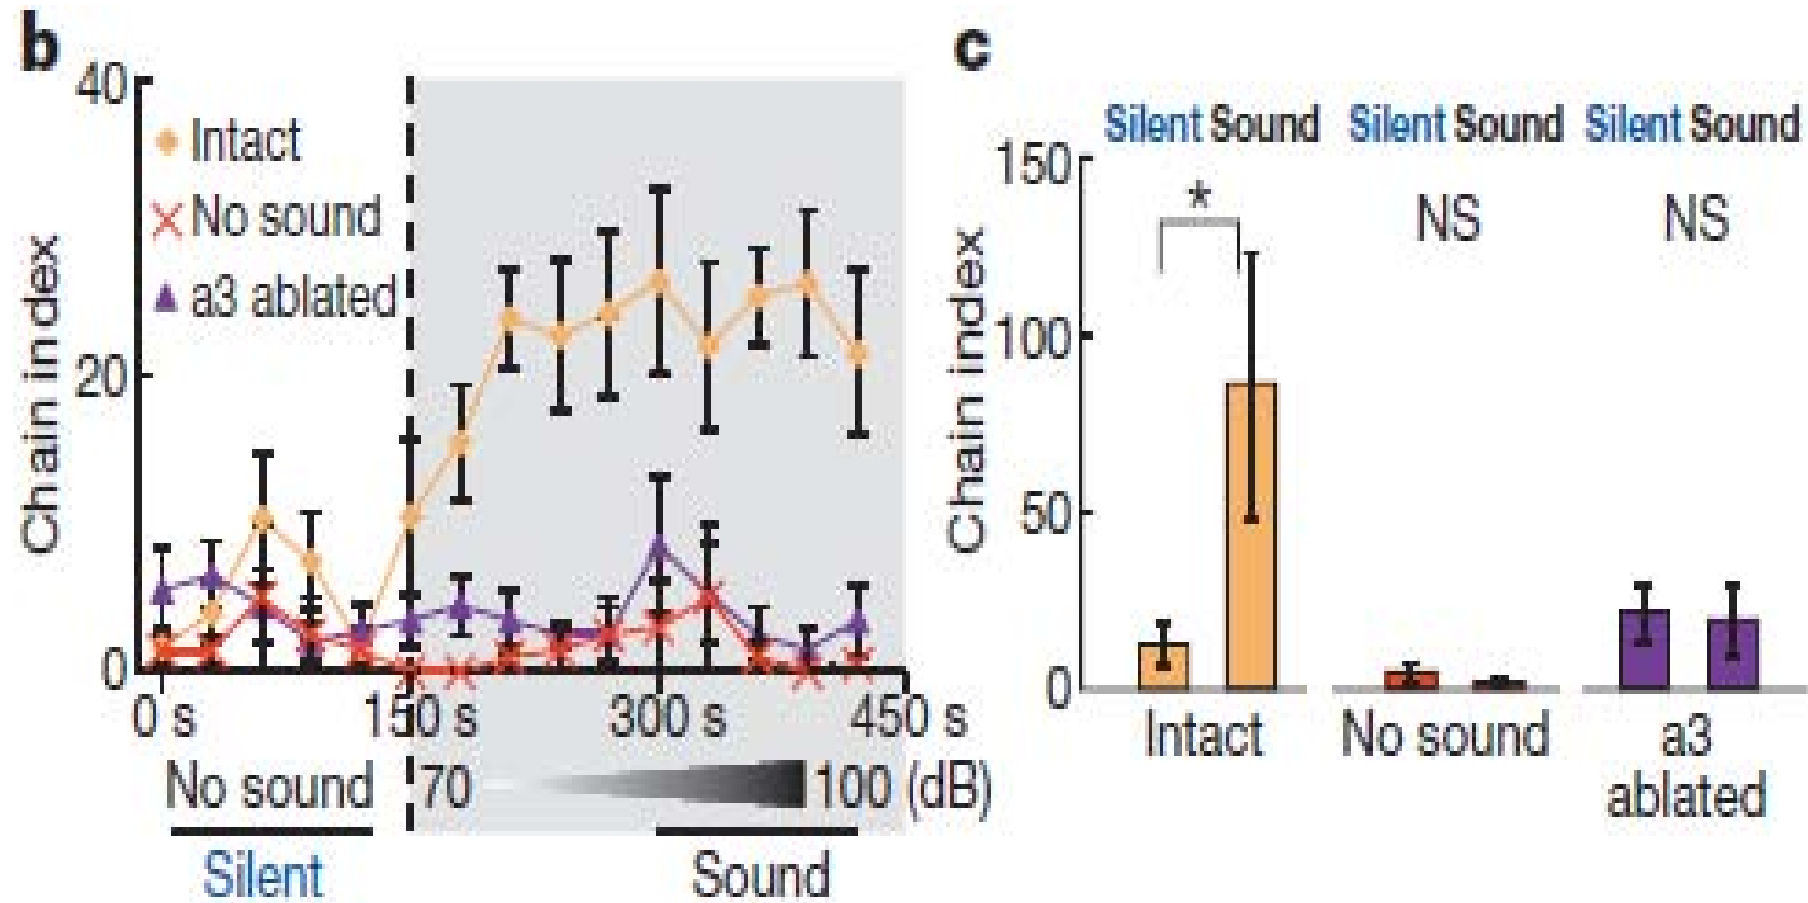 b
40
20
0
Chain index
Intact
No sound
a3 ablated
0 s 150 s 300 s 450 s
No sound 70 100 (dB)
Silent Sound
c
Silent Sound Silent Sound Silent Sound
150
100
50
0
Chain index
* NS NS
Intact No sound a3
ablated